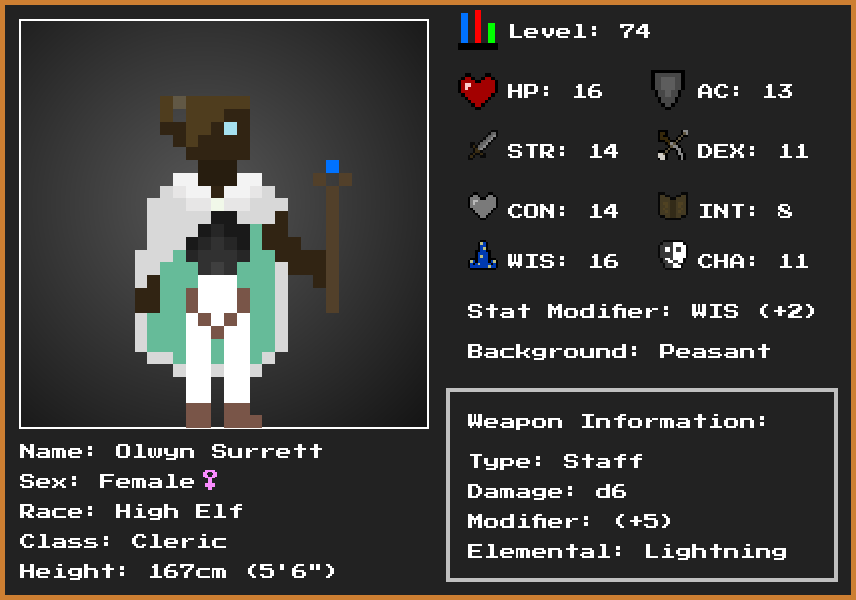 Level: 74
HP: 16 AC: 13
STR: 14 DEX: 11
CON: 14 INT: 8
WIS: 16 CHA: 11
Stat Modifier: WIS (+2)
Background: Peasant
Weapon Information:
Type: Staff
Damage: d6
Modifier: (+5)
Elemental: Lightning
Name: Olwyn Surrett
Sex: Female♀
Race: High Elf
Class: Cleric
Height: 167cm (5'6")